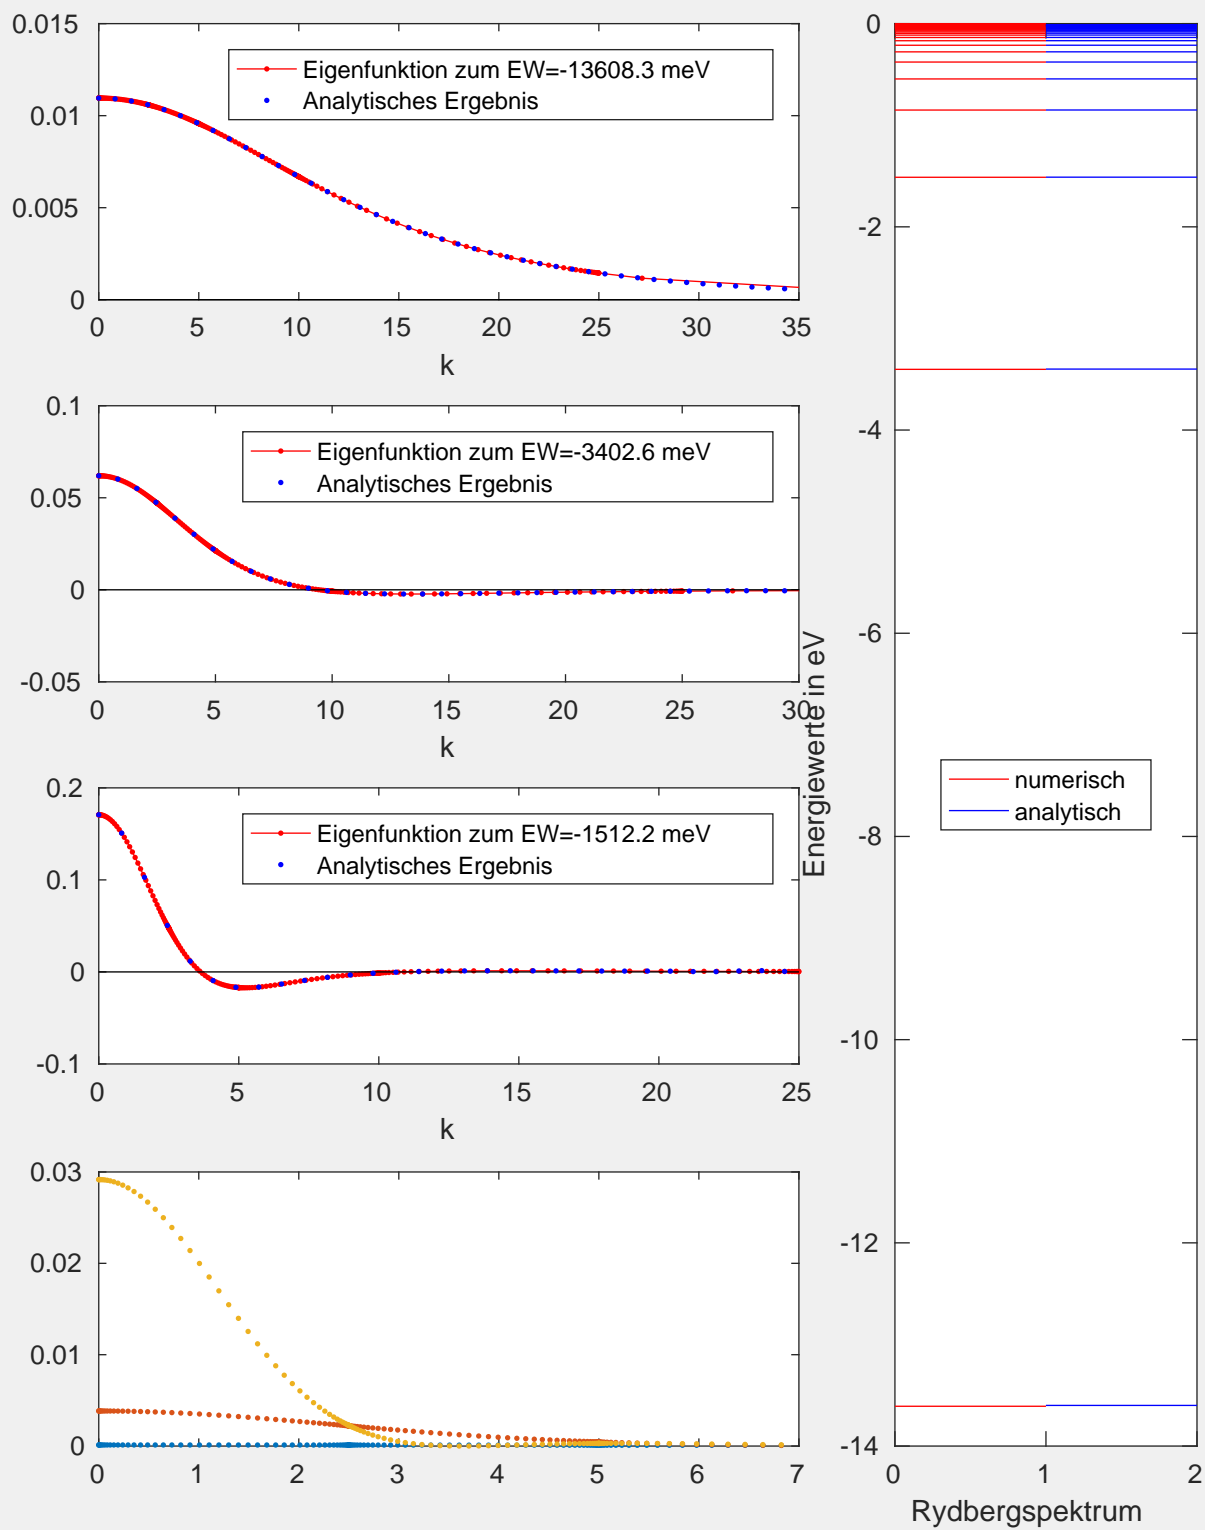 0.015
0.01
0.005
0
0 5 10 15 20 25 30 35
k
Eigenfunktion zum EW=-13608.3 meV
Analytisches Ergebnis
0.1
0.05
0
-0.05
0 5 10 15 20 25 30
k
Eigenfunktion zum EW=-3402.6 meV
Analytisches Ergebnis
0.2
0.1
0
-0.1
0 5 10 15 20 25
k
Eigenfunktion zum EW=-1512.2 meV
Analytisches Ergebnis
0.03
0.02
0.01
0
0 1 2 3 4 5 6 7
Energiewerte in eV
0
-2
-4
-6
-8
-10
-12
-14
0 1 2
Rydbergspektrum
numerisch
analytisch